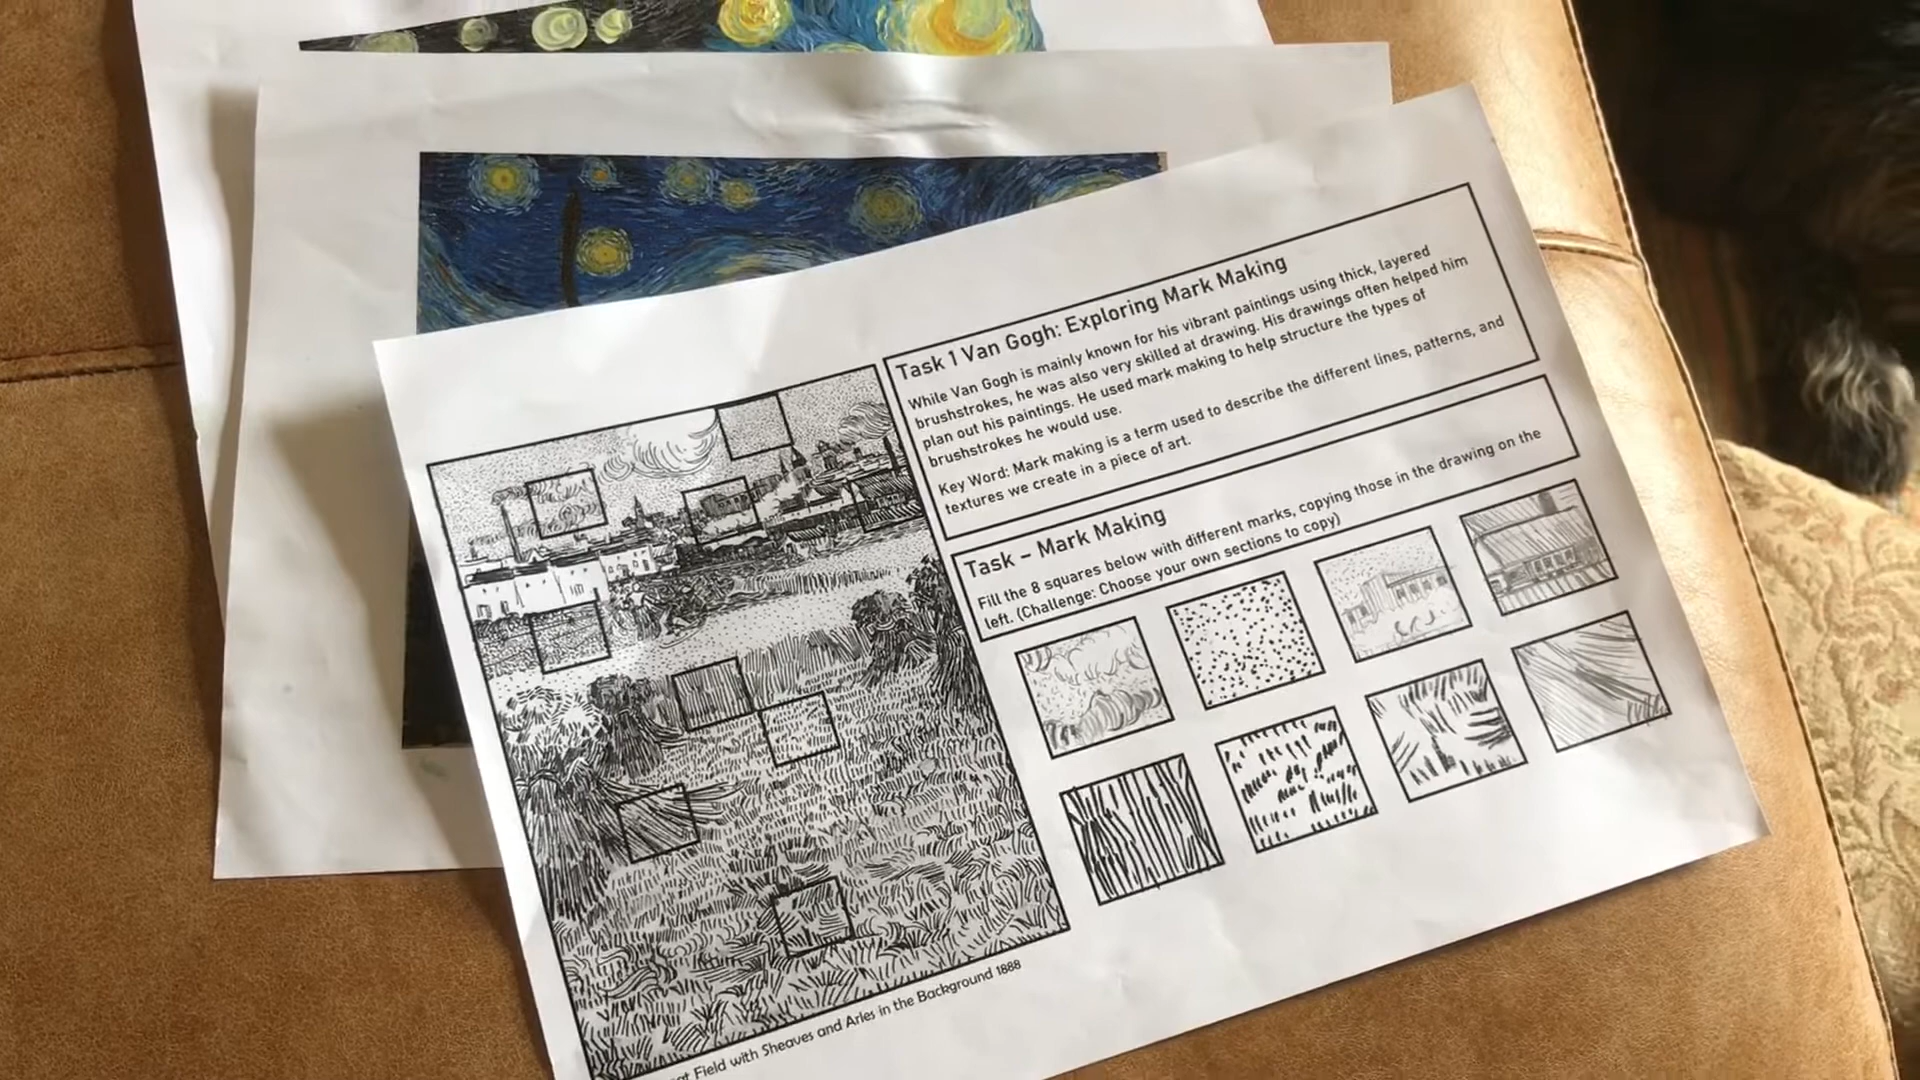 Task 1 Van Gogh: Exploring Mark Making
While Van Gogh is mainly known for his vibrant paintings using thick, layered
brushstrokes, he was also very skilled at drawing. His drawings often helped him
plan out his paintings. He used mark making to help structure the types of
brushstrokes he would use.
Key Word: Mark making is a term used to describe the different lines, patterns, and
textures we create in a piece of art.
Task – Mark Making
Fill the 8 squares below with different marks, copying those in the drawing on the
left. (Challenge: Choose your own sections to copy)
Field with Sheaves and Arles in the Background 1888